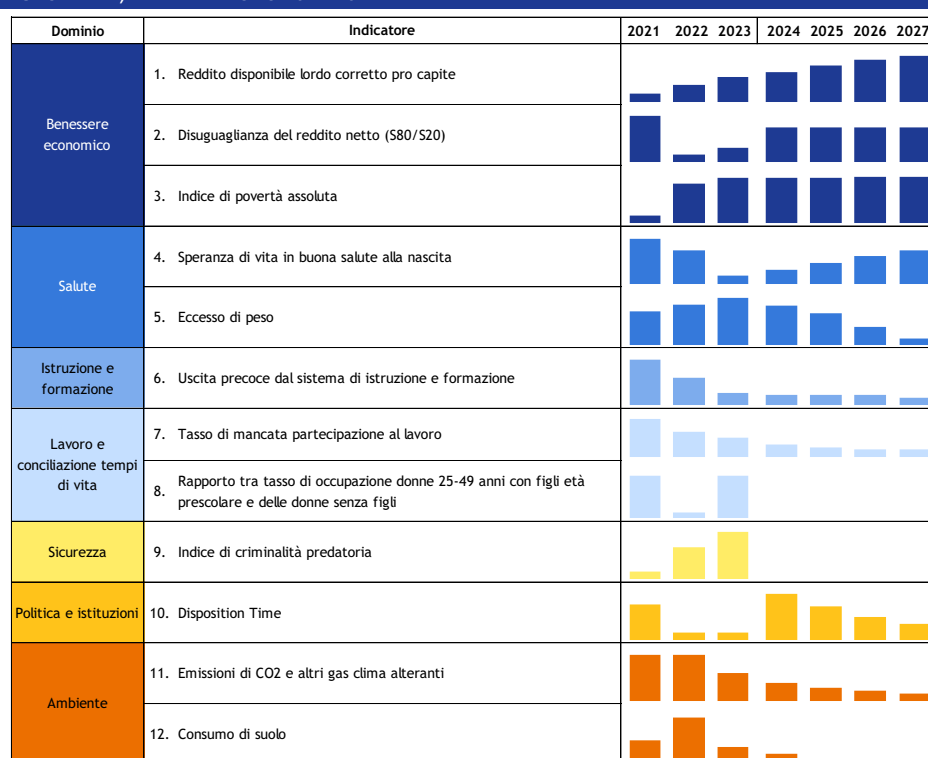 Dominio Indicatore 2021 2022 2023 2024 2025 2026 2027
Benessere
economico
1. Reddito disponibile lordo corretto pro capite
2. Disuguaglianza del reddito netto (S80/S20)
3. Indice di povertà assoluta
Salute
4. Speranza di vita in buona salute alla nascita
5. Eccesso di peso
Istruzione e
formazione
6. Uscita precoce dal sistema di istruzione e formazione
Lavoro e
conciliazione tempi
di vita
7. Tasso di mancata partecipazione al lavoro
8. Rapporto tra tasso di occupazione donne 25-49 anni con figli età
prescolare e delle donne senza figli
Sicurezza
9. Indice di criminalità predatoria
Politica e istituzioni
10. Disposition Time
Ambiente
11. Emissioni di CO2 e altri gas clima alteranti
12. Consumo di suolo